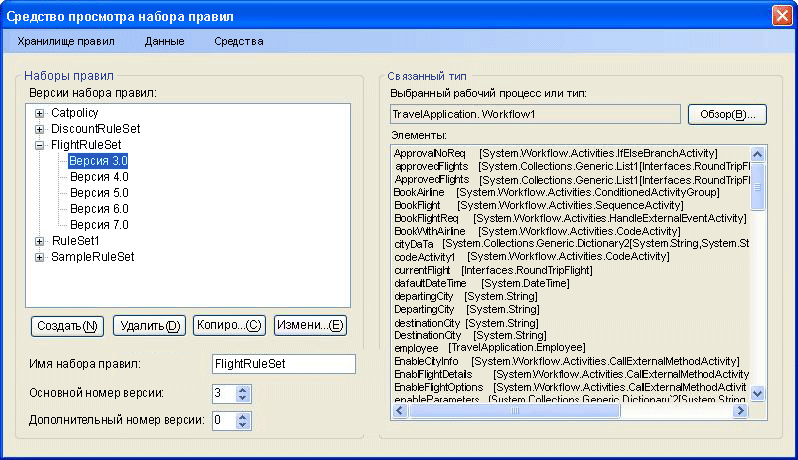 Средство просмотра набора правил
Хранилище правил Данные Средства
Наборы правил
Версии набора правил:
Catpolicy
DiscountRuleSet
FlightRuleSet
Версия 3.0
Версия 4.0
Версия 5.0
Версия 6.0
Версия 7.0
RuleSet1
SampleRuleSet
Создать(N) Удалить(D) Копиро...(C) Измени...(E)
Имя набора правил: FlightRuleSet
Основной номер версии: 3
Дополнительный номер версии: 0
Связанный тип
Выбранный рабочий процесс или тип:
TravelApplication. Workflow1 Обзор(B)...
Элементы:
ApprovalNoReq [System.Workflow.Activities.IfElseBranchActivity]
approvedFlights [System.Collections.Generic.List1[Interfaces.RoundTripFl
ApprovedFlights [System.Collections.Generic.List1[Interfaces.RoundTripFl
BookAirline [System.Workflow.Activities.ConditionedActivityGroup]
BookFlight [System.Workflow.Activities.SequenceActivity]
BookFlightReq [System.Workflow.Activities.HandleExternalEventActivity]
BookWithAirline [System.Workflow.Activities.CodeActivity]
cityDaTa [System.Collections.Generic.Dictionary2[System.String,System.St
codeActivity1 [System.Workflow.Activities.CodeActivity]
currentFlight [Interfaces.RoundTripFlight]
dafaultDateTime [System.DateTime]
departingCity [System.String]
DepartingCity [System.String]
destinationCity [System.String]
DestinationCity [System.String]
employee [TravelApplication.Employee]
EnableCityInfo [System.Workflow.Activities.CallExternalMethodActivity]
EnablFlightDetails [System.Workflow.Activities.CallExternalMethodActivity]
EnableFlightOptions [System.Workflow.Activities.CallExternalMethodActivit
enableParameters [System.Collections.Generic.Dictionary`2[System.String